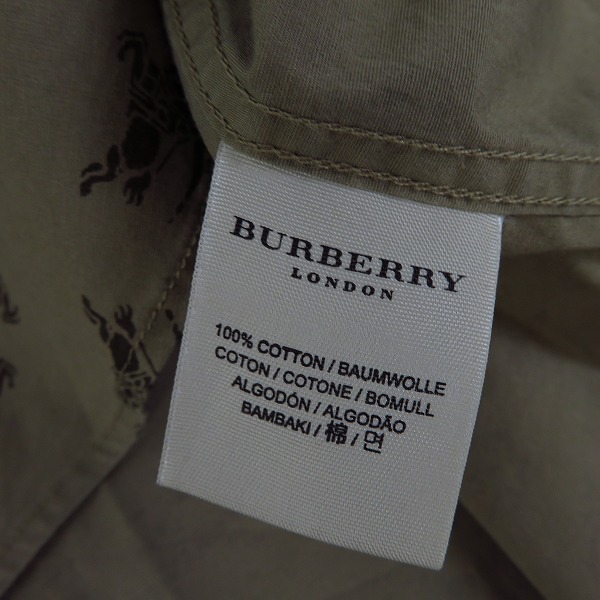 BURBERRY
LONDON
100% COTTON / BAUMWOLLE
COTON / COTONE / BOMULL
ALGODÓN / ALGODÃO
BAMBAKI / 棉 / 면